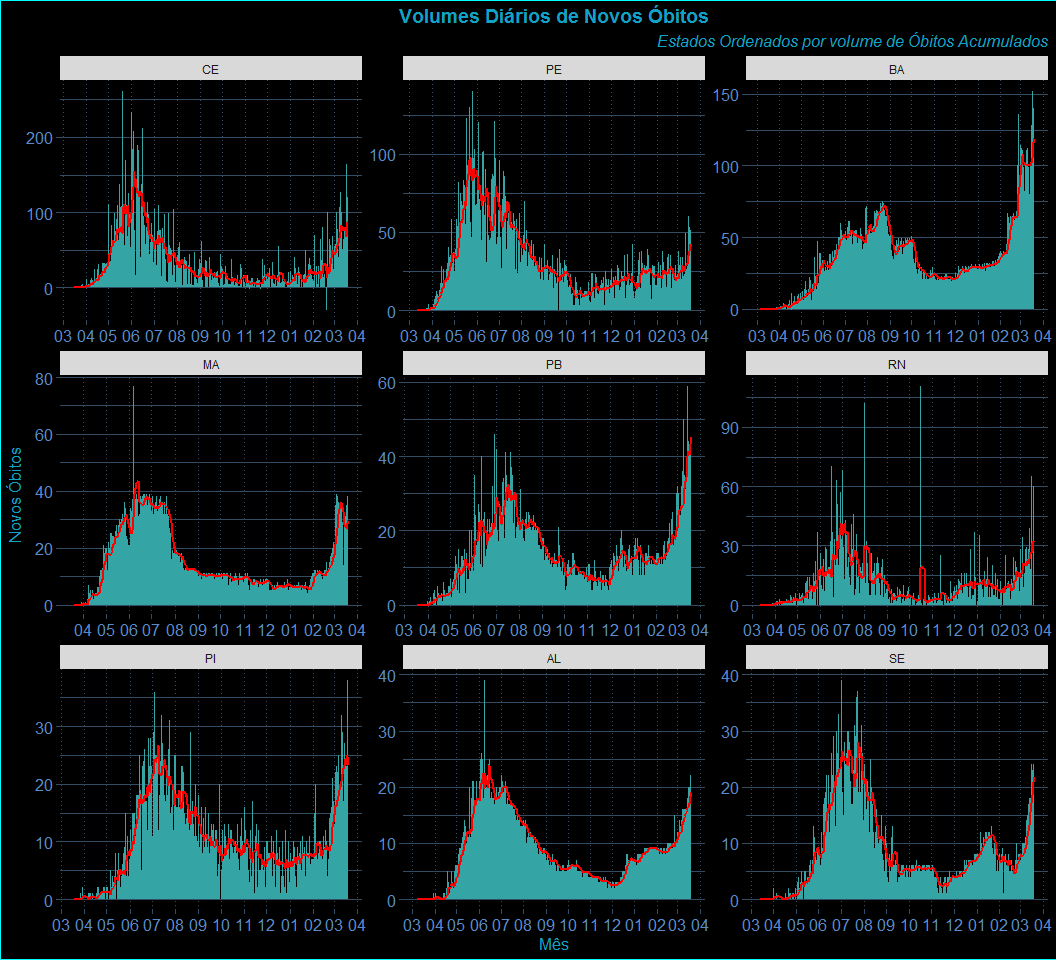 Volumes Diários de Novos Óbitos
Estados Ordenados por volume de Óbitos Acumulados
CE PE BA
200
100
0
100
50
0
150
100
50
0
03 04 05 06 07 08 09 10 11 12 01 02 03 04
03 04 05 06 07 08 09 10 11 12 01 02 03 04
03 04 05 06 07 08 09 10 11 12 01 02 03 04
MA PB RN
80
60
40
20
0
60
40
20
0
90
60
30
0
04 05 06 07 08 09 10 11 12 01 02 03 04
03 04 05 06 07 08 09 10 11 12 01 02 03 04
03 04 05 06 07 08 09 10 11 12 01 02 03 04
PI AL SE
30
20
10
0
40
30
20
10
0
40
30
20
10
0
03 04 05 06 07 08 09 10 11 12 01 02 03 04
03 04 05 06 07 08 09 10 11 12 01 02 03 04
03 04 05 06 07 08 09 10 11 12 01 02 03 04
Novos Óbitos
Mês